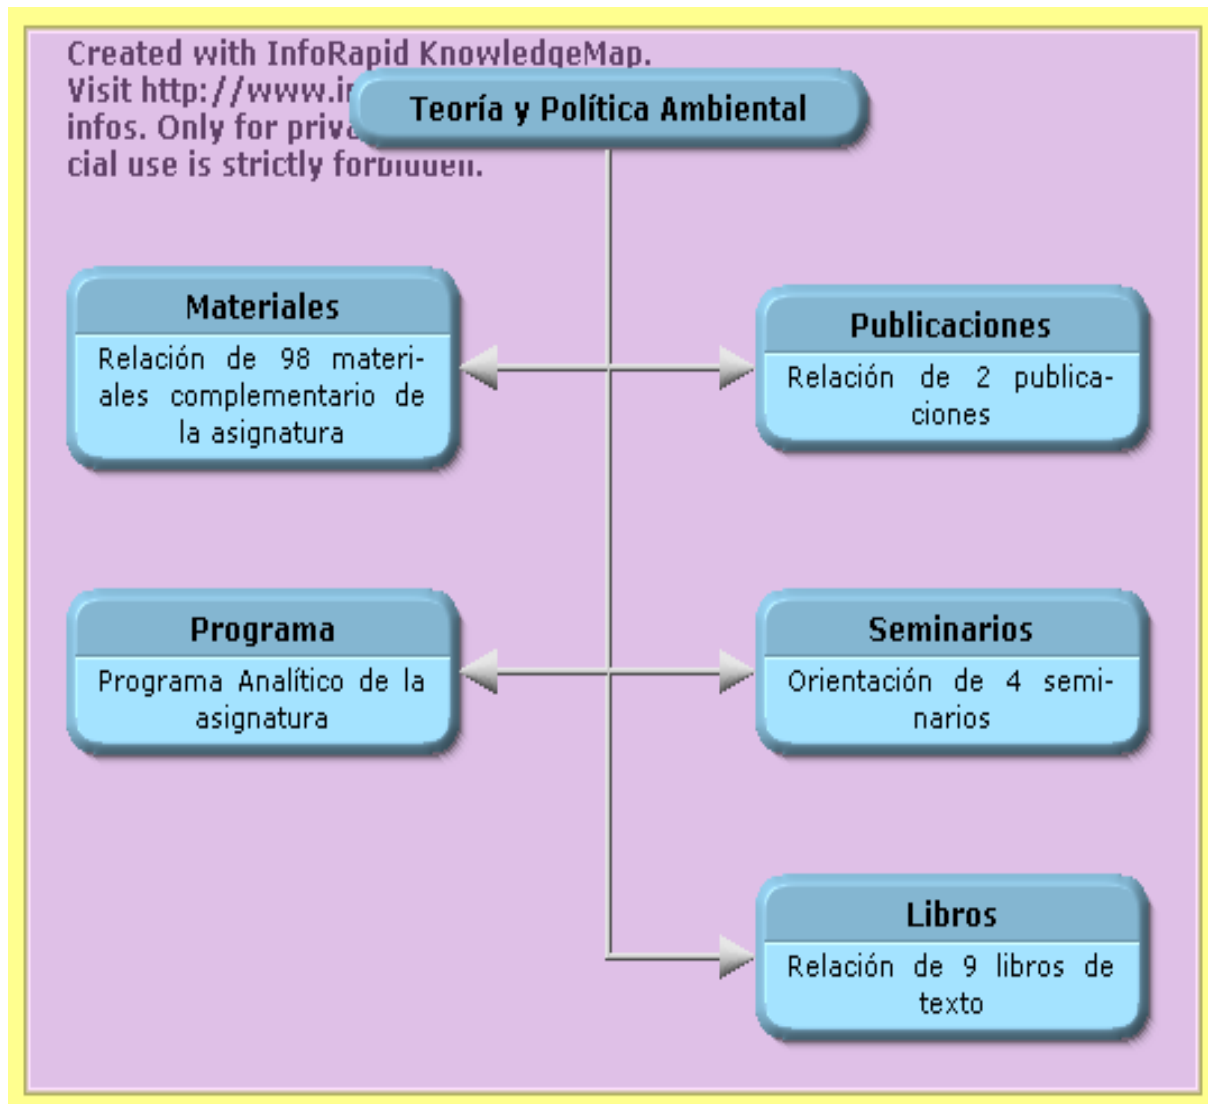 Created with InfoRapid KnowledgeMap.
Visit http://www.
infos. Only for
cial use is strictly forbidden.
Teoría y Política Ambiental
Materiales
Relación de 98 materi-
ales complementario de
la asignatura
Publicaciones
Relación de 2 publica-
ciones
Programa
Programa Analítico de la
asignatura
Seminarios
Orientación de 4 semi-
narios
Libros
Relación de 9 libros de
texto